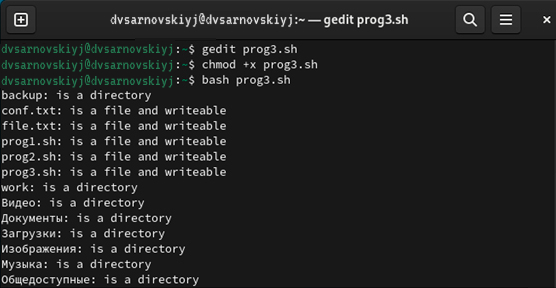 dvsarnovskiyj@dvsarnovskiyj:~ — gedit prog3.sh
dvsarnovskiyj@dvsarnovskiyj:~$ gedit prog3.sh
dvsarnovskiyj@dvsarnovskiyj:~$ chmod +x prog3.sh
dvsarnovskiyj@dvsarnovskiyj:~$ bash prog3.sh
backup: is a directory
conf.txt: is a file and writeable
file.txt: is a file and writeable
prog1.sh: is a file and writeable
prog2.sh: is a file and writeable
prog3.sh: is a file and writeable
work: is a directory
Видео: is a directory
Документы: is a directory
Загрузки: is a directory
Изображения: is a directory
Музыка: is a directory
Общедоступные: is a directory